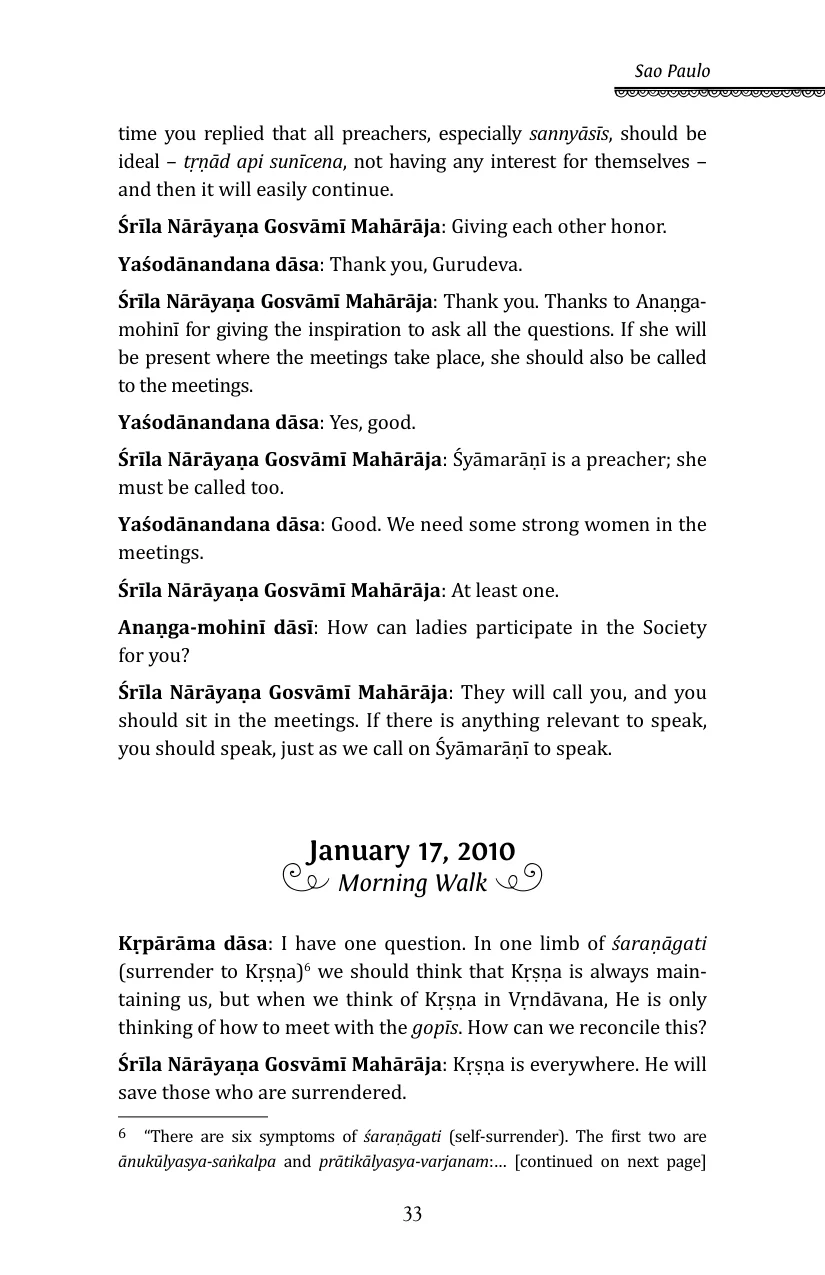 Sao Paulo
time you replied that all preachers, especially sannyāsīs, should be
ideal – tṛṇād api sunīcena, not having any interest for themselves –
and then it will easily continue.
Śrīla Nārāyaṇa Gosvāmī Mahārāja: Giving each other honor.
Yaśodānandana dāsa: Thank you, Gurudeva.
Śrīla Nārāyaṇa Gosvāmī Mahārāja: Thank you. Thanks to Anaṇga-
mohinī for giving the inspiration to ask all the questions. If she will
be present where the meetings take place, she should also be called
to the meetings.
Yaśodānandana dāsa: Yes, good.
Śrīla Nārāyaṇa Gosvāmī Mahārāja: Śyāmarāṇī is a preacher; she
must be called too.
Yaśodānandana dāsa: Good. We need some strong women in the
meetings.
Śrīla Nārāyaṇa Gosvāmī Mahārāja: At least one.
Anaṇga-mohinī dāsī: How can ladies participate in the Society
for you?
Śrīla Nārāyaṇa Gosvāmī Mahārāja: They will call you, and you
should sit in the meetings. If there is anything relevant to speak,
you should speak, just as we call on Śyāmarāṇī to speak.
January 17, 2010
Morning Walk
Kṛpārāma dāsa: I have one question. In one limb of śaraṇāgati
(surrender to Kṛṣṇa)⁶ we should think that Kṛṣṇa is always main-
taining us, but when we think of Kṛṣṇa in Vṛndāvana, He is only
thinking of how to meet with the gopīs. How can we reconcile this?
Śrīla Nārāyaṇa Gosvāmī Mahārāja: Kṛṣṇa is everywhere. He will
save those who are surrendered.
6 “There are six symptoms of śaraṇāgati (self-surrender). The first two are
ānukūlyasya-saṅkalpa and prātikālyasya-varjanam:… [continued on next page]
33